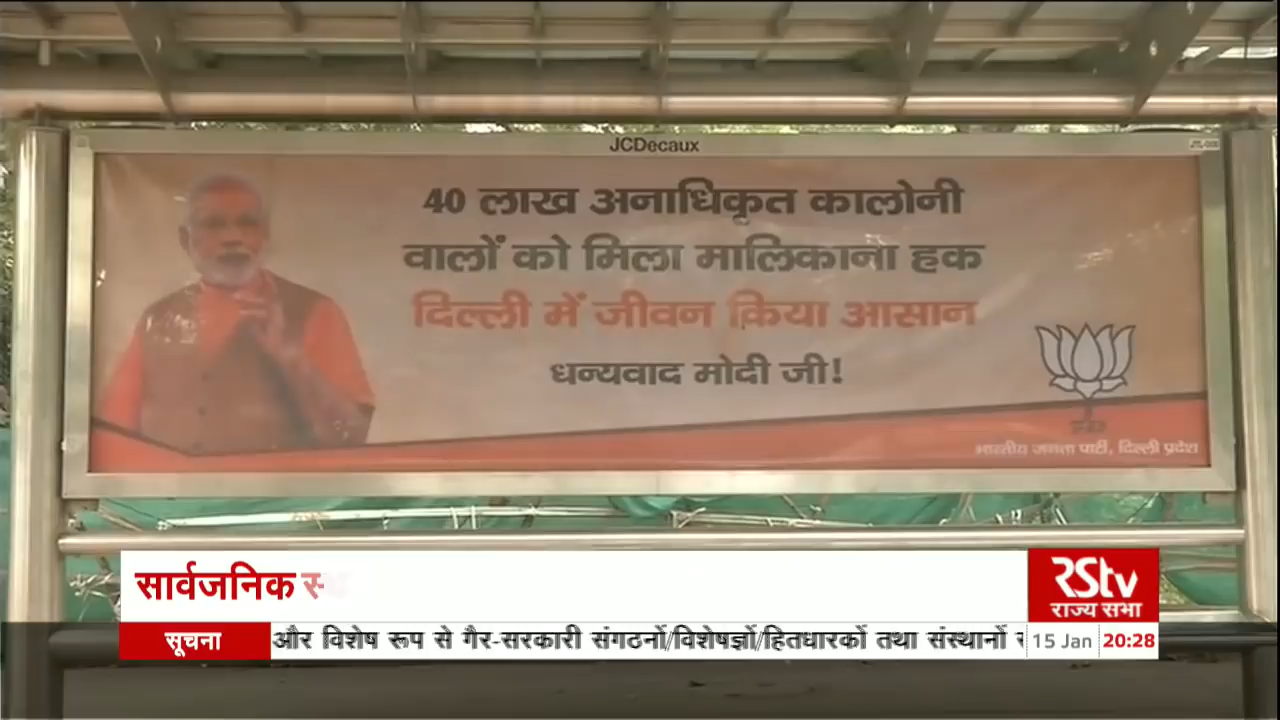 JCDecaux
40 लाख अनाधिकृत कालोनी
वालों को मिला मालिकाना हक
दिल्ली में जीवन किया आसान
धन्यवाद मोदी जी!
भारतीय जनता पार्टी, दिल्ली प्रदेश
सार्वजनिक
RStv
राज्य सभा
सूचना
और विशेष रूप से गैर-सरकारी संगठनों/विशेषज्ञों/हितधारकों तथा संस्थानों
15 Jan 20:28